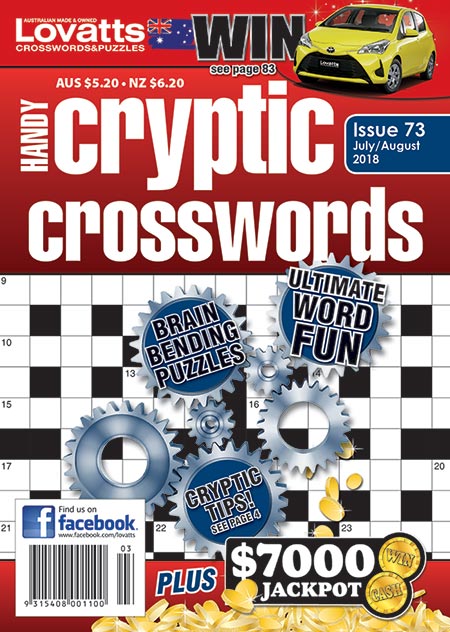 AUSTRALIAN MADE & OWNED
Lovatts
CROSSWORDS&PUZZLES
WIN
see page 83
Lovatts
AUS $5.20 • NZ $6.20
HANDY
cryptic
crosswords
Issue 73
July/August
2018
9
10
13
15
16
17
20
21
23
BRAIN
BENDING
PUZZLES
ULTIMATE
WORD
FUN
CRYPTIC
TIPS!
SEE PAGE 4
Find us on
facebook.
www.facebook.com/lovatts
03
9 315408 001100
PLUS
$7000
JACKPOT
WIN
CASH